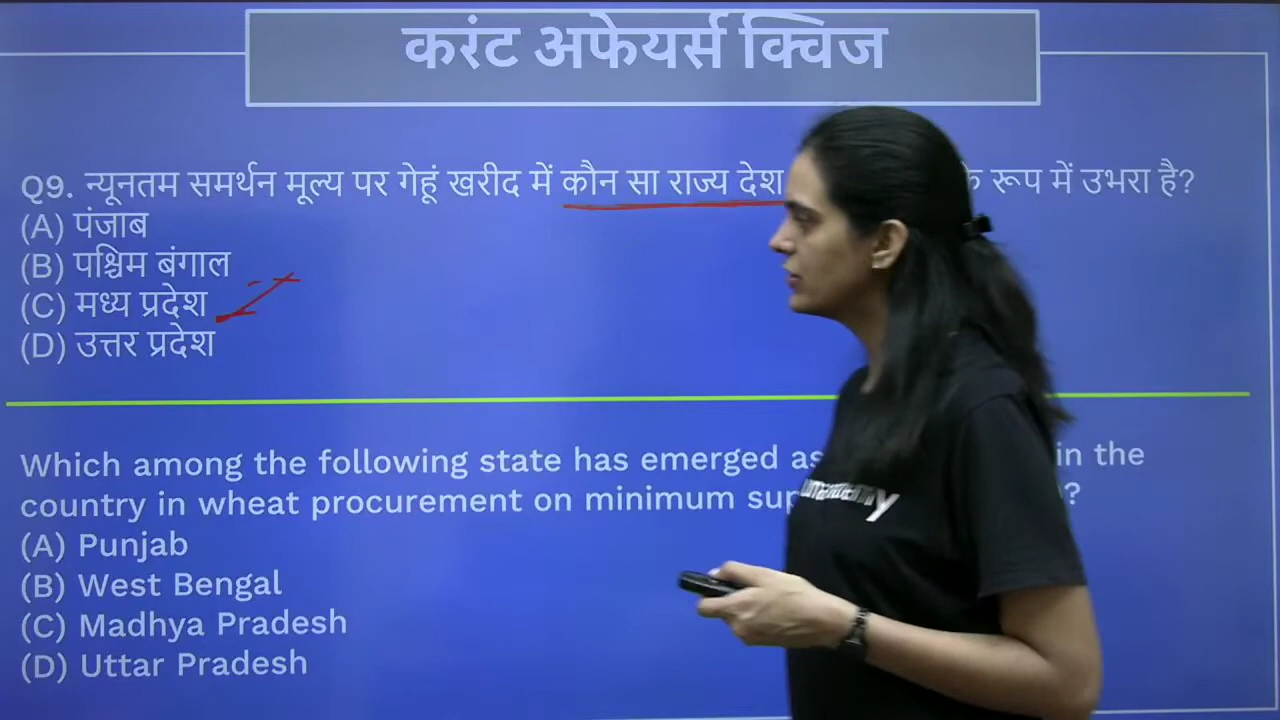 करंट अफेयर्स क्विज
Q9. न्यूनतम समर्थन मूल्य पर गेहूं खरीद में कौन सा राज्य देश रूप में उभरा है?
(A) पंजाब
(B) पश्चिम बंगाल
(C) मध्य प्रदेश
(D) उत्तर प्रदेश
Which among the following state has emerged as in the
country in wheat procurement on minimum
(A) Punjab
(B) West Bengal
(C) Madhya Pradesh
(D) Uttar Pradesh